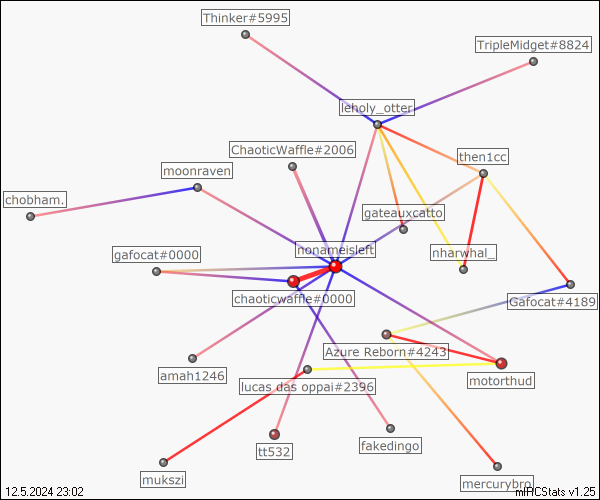 Thinker#5995
TripleMidget#8824
leholy_otter
ChaoticWaffle#2006
then1cc
moonraven
chobham.
gateauxcatto
nonameisleft
nharwhal_
gafocat#0000
chaoticwaffle#0000
Gafocat#4189
Azure Reborn#4243
amah1246
motorthud
lucas das oppai#2396
tt532
fakedingo
mukszi
mercurybro
12.5.2024 23:02
mIRCStats v1.25